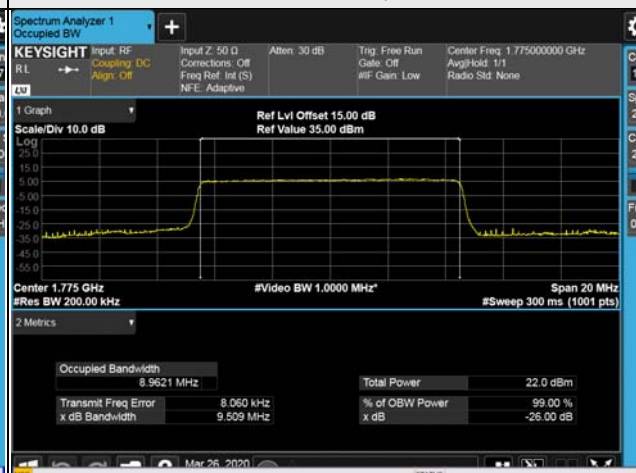 Spectrum Analyzer 1
Occupied BW
KEYSIGHT Input: RF Input Z: 50 Ω Atten: 30 dB Trig: Free Run Center Freq: 1.775000000 GHz
RL Coupling: DC Corrections: Off Gate: Off Avg|Hold: 1/1
Align: Off Freq Ref: Int (S) #IF Gain: Low Radio Std: None
LXI NFE: Adaptive
1 Graph
Ref Lvl Offset 15.00 dB
Scale/Div 10.0 dB Ref Value 35.00 dBm
Log
25.0
15.0
5.00
-5.00
-15.0
-25.0
-35.0
-45.0
-55.0
Center 1.775 GHz #Video BW 1.0000 MHz* Span 20 MHz
#Res BW 200.00 kHz #Sweep 300 ms (1001 pts)
2 Metrics
Occupied Bandwidth
8.9621 MHz Total Power 22.0 dBm
Transmit Freq Error 8.060 kHz % of OBW Power 99.00 %
x dB Bandwidth 9.509 MHz x dB -26.00 dB
Mar 26, 2020